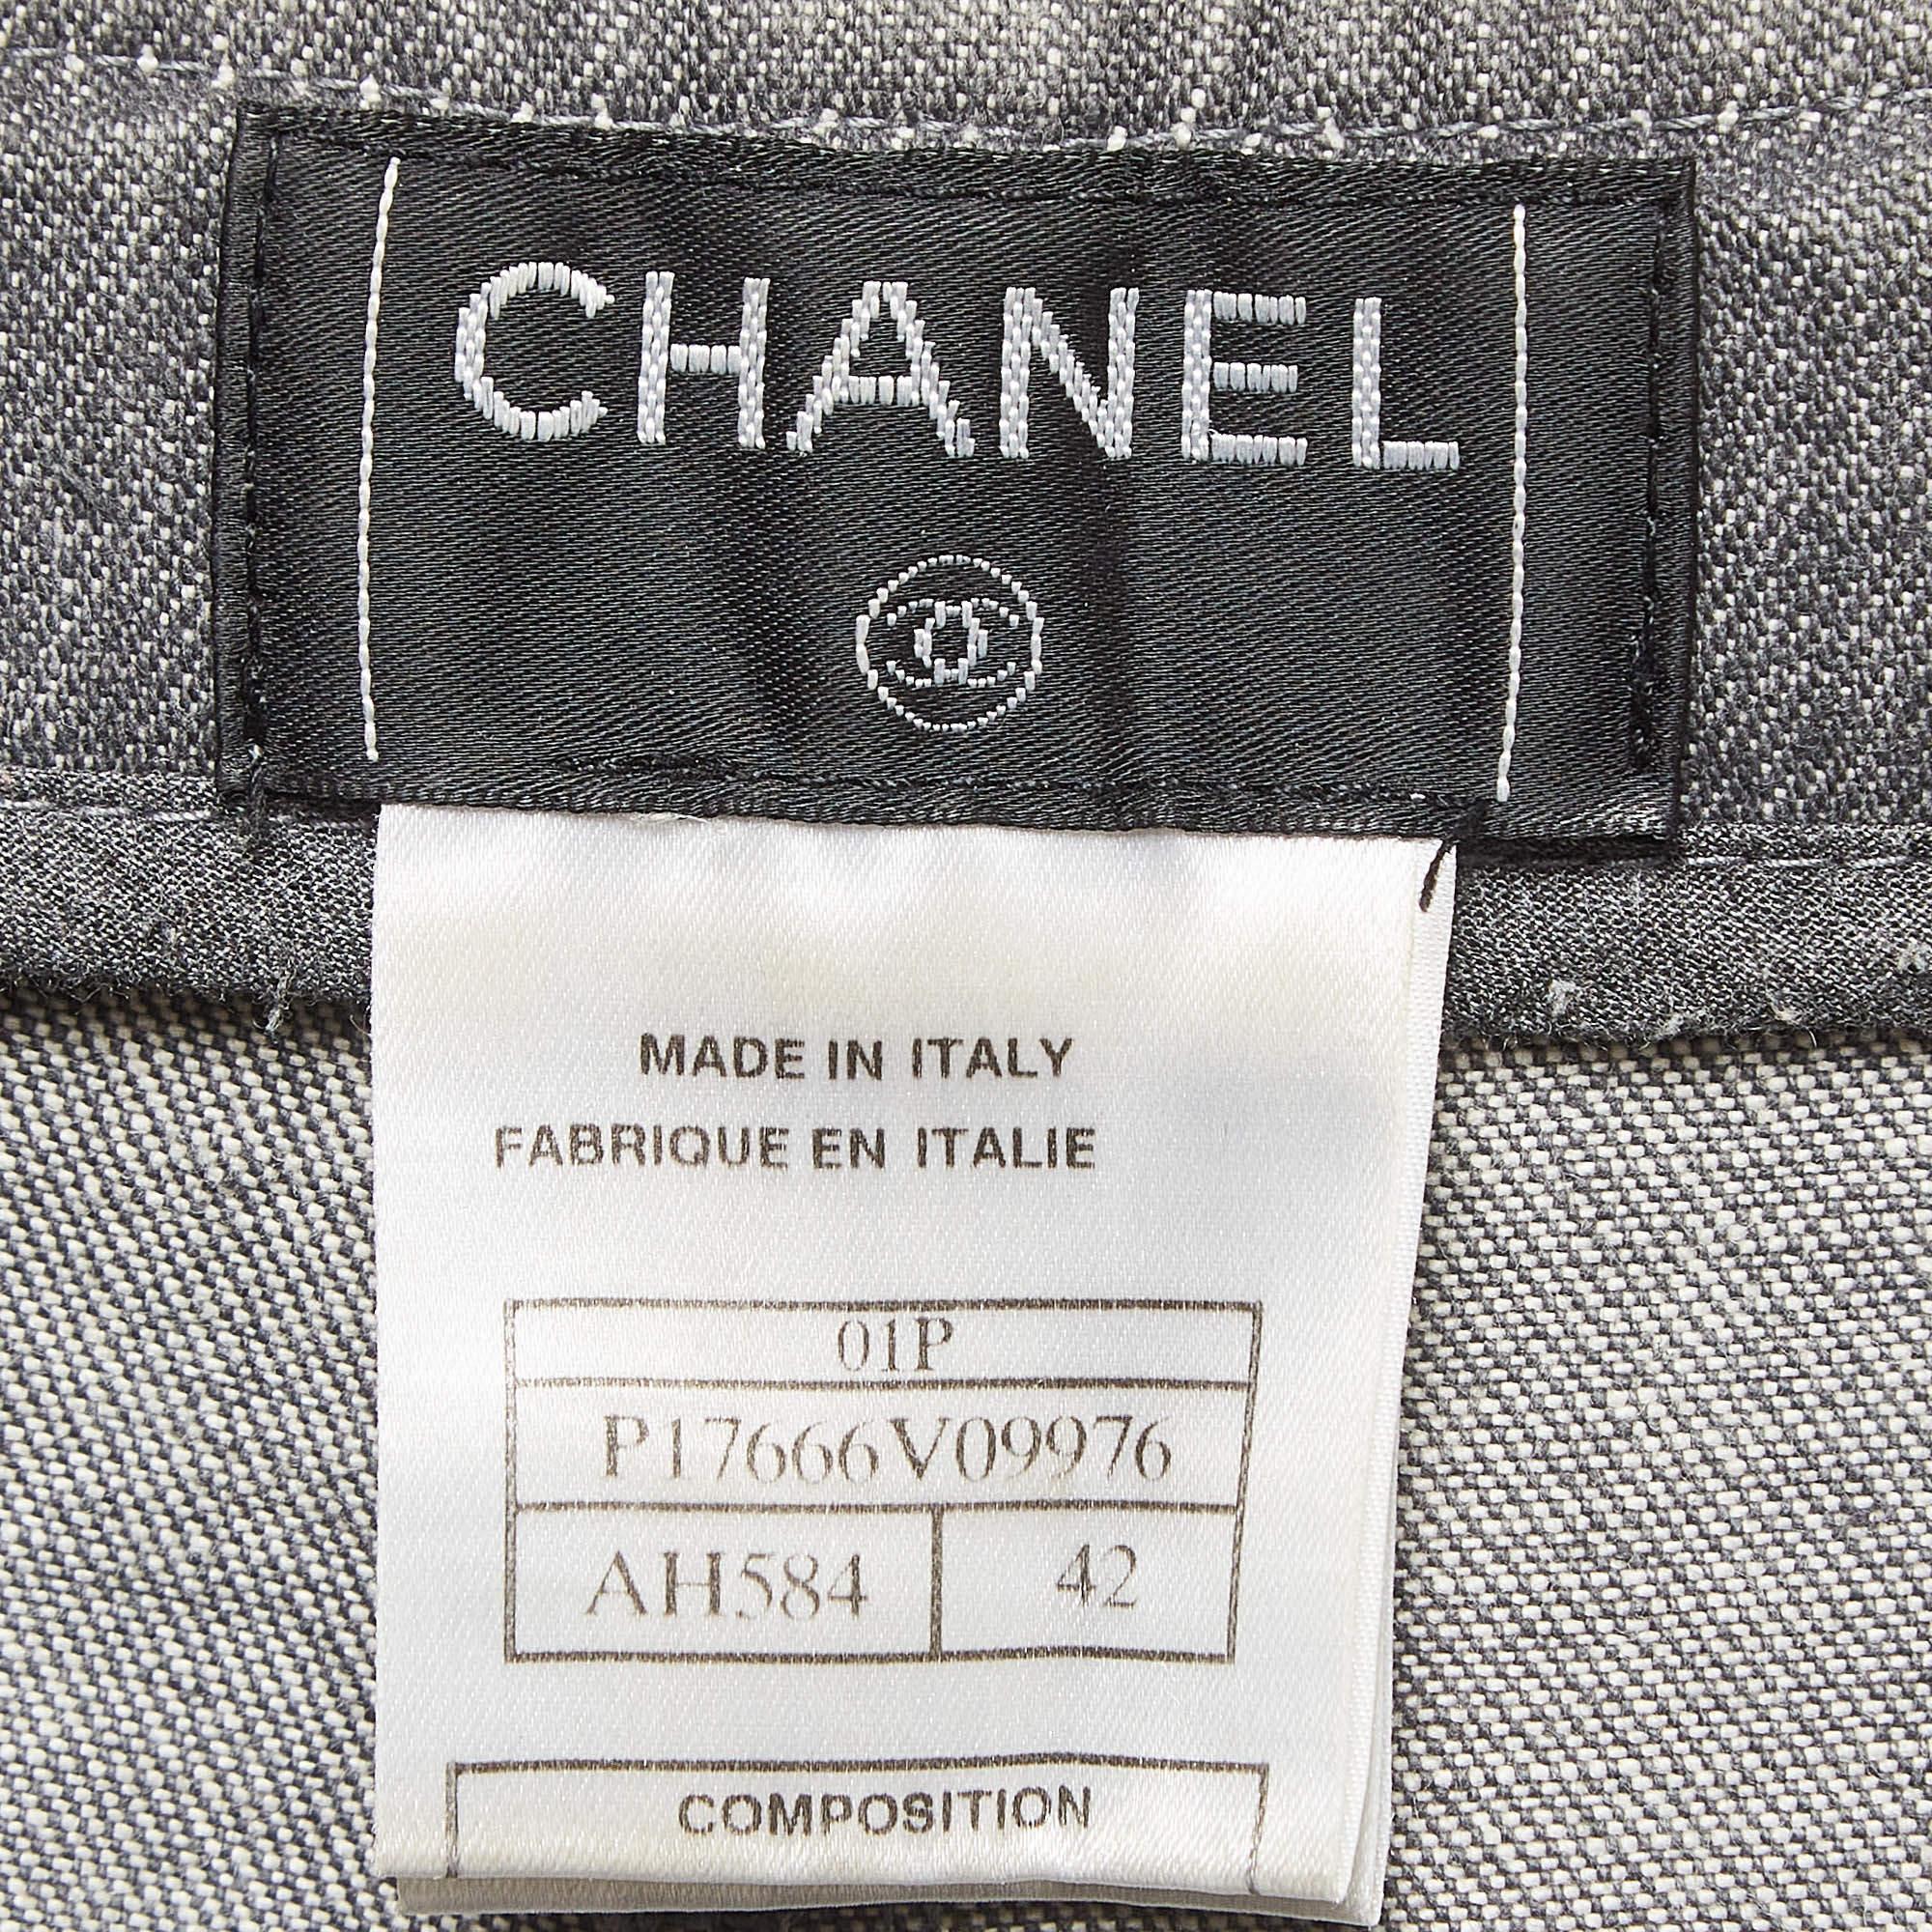 CHANEL
MADE IN ITALY
FABRIQUE EN ITALIE
01P
P17666V09976
AH584 42
COMPOSITION